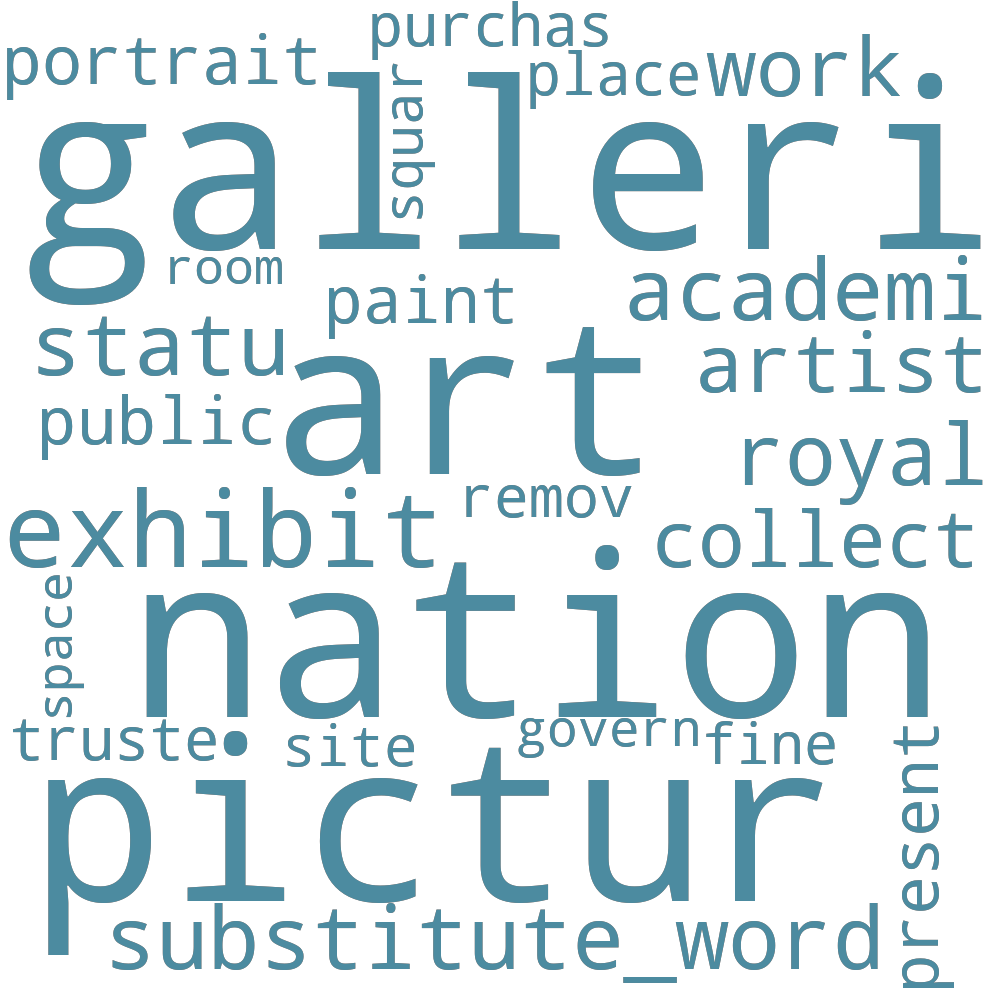 purchas
portrait
place
work
squar
galleri
room
academi
paint
statu
art
artist
public
royal
remov
exhibit
collect
space
nation
truste
site
govern
fine
present
pictur
substitute_word